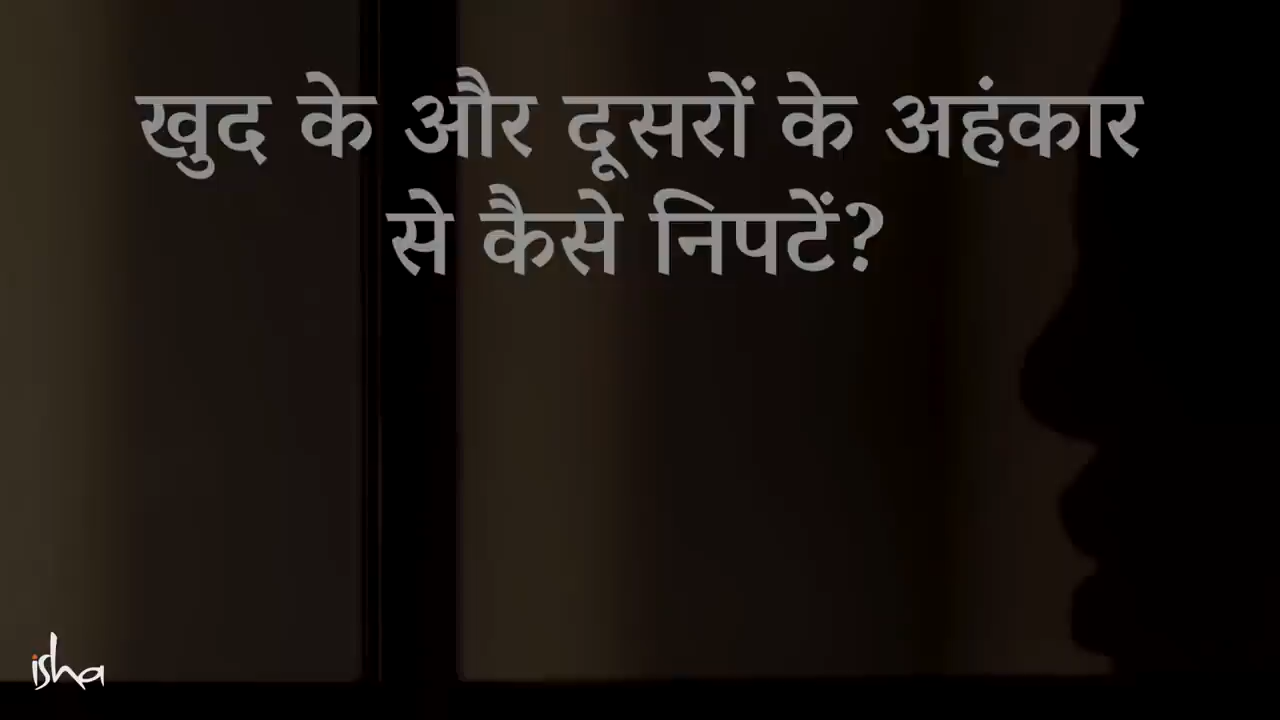 खुद के और दूसरों के अहंकार
से कैसे निपटें?
isha